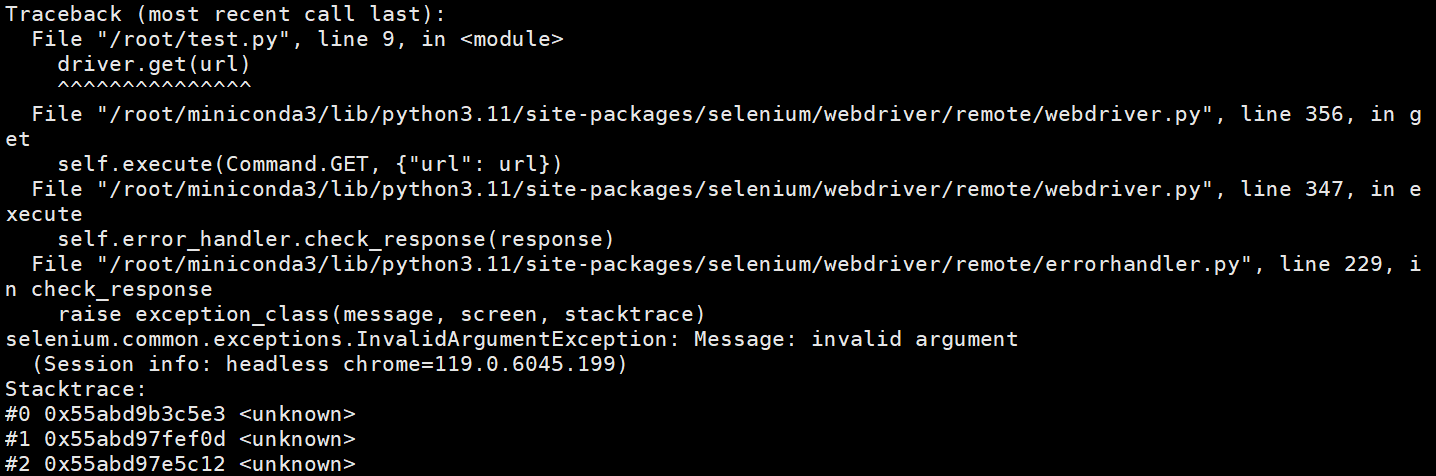 Traceback (most recent call last):
  File "/root/test.py", line 9, in <module>
    driver.get(url)
    ^^^^^^^^^^^^^^^
  File "/root/miniconda3/lib/python3.11/site-packages/selenium/webdriver/remote/webdriver.py", line 356, in g
et
    self.execute(Command.GET, {"url": url})
  File "/root/miniconda3/lib/python3.11/site-packages/selenium/webdriver/remote/webdriver.py", line 347, in e
xecute
    self.error_handler.check_response(response)
  File "/root/miniconda3/lib/python3.11/site-packages/selenium/webdriver/remote/errorhandler.py", line 229, i
n check_response
    raise exception_class(message, screen, stacktrace)
selenium.common.exceptions.InvalidArgumentException: Message: invalid argument
  (Session info: headless chrome=119.0.6045.199)
Stacktrace:
#0 0x55abd9b3c5e3 <unknown>
#1 0x55abd97fef0d <unknown>
#2 0x55abd97e5c12 <unknown>